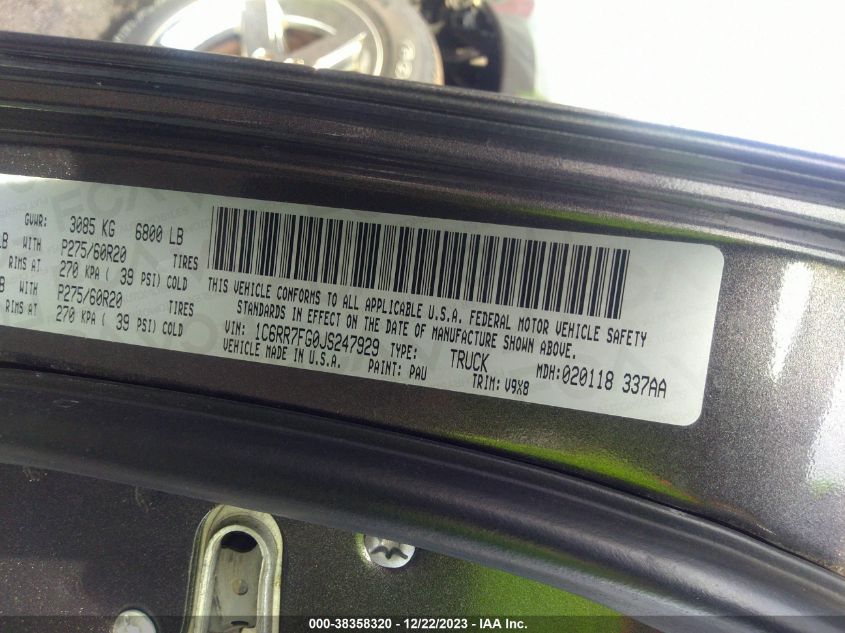 GVWR: 3085 KG 6800 LB
LB WITH P275/60R20 TIRES
RIMS AT 270 KPA ( 39 PSI) COLD
B WITH P275/60R20 TIRES
RIMS AT 270 KPA ( 39 PSI) COLD
THIS VEHICLE CONFORMS TO ALL APPLICABLE U.S.A. FEDERAL MOTOR VEHICLE SAFETY
STANDARDS IN EFFECT ON THE DATE OF MANUFACTURE SHOWN ABOVE.
VIN: 1C6RR7FG0JS247929 TYPE: TRUCK MDH:020118 337AA
VEHICLE MADE IN U.S.A. PAINT: PAU TRIM: V9X8
000-38358320 - 12/22/2023 - IAA Inc.